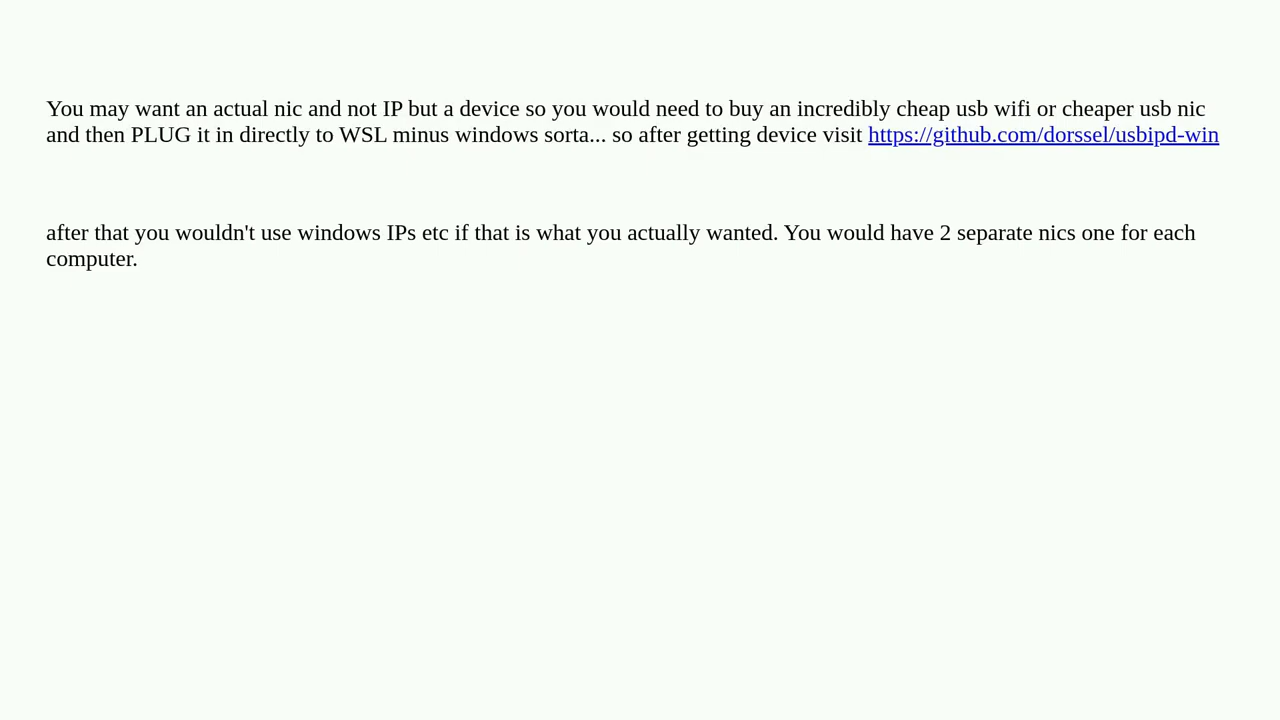 You may want an actual nic and not IP but a device so you would need to buy an incredibly cheap usb wifi or cheaper usb nic
and then PLUG it in directly to WSL minus windows sorta... so after getting device visit https://github.com/dorssel/usbipd-win
after that you wouldn't use windows IPs etc if that is what you actually wanted. You would have 2 separate nics one for each
computer.